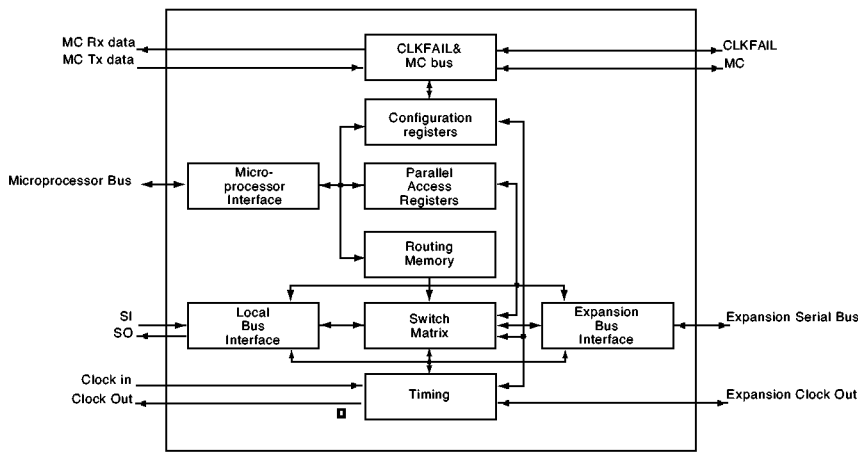 MC Rx data
MC Tx data
CLKFAIL&
MC bus
CLKFAIL
MC
Configuration
registers
Microprocessor Bus
Micro-
processor
Interface
Parallel
Access
Registers
Routing
Memory
SI
SO
Local
Bus
Interface
Switch
Matrix
Expansion
Bus
Interface
Expansion Serial Bus
Clock in
Clock Out
Timing
Expansion Clock Out